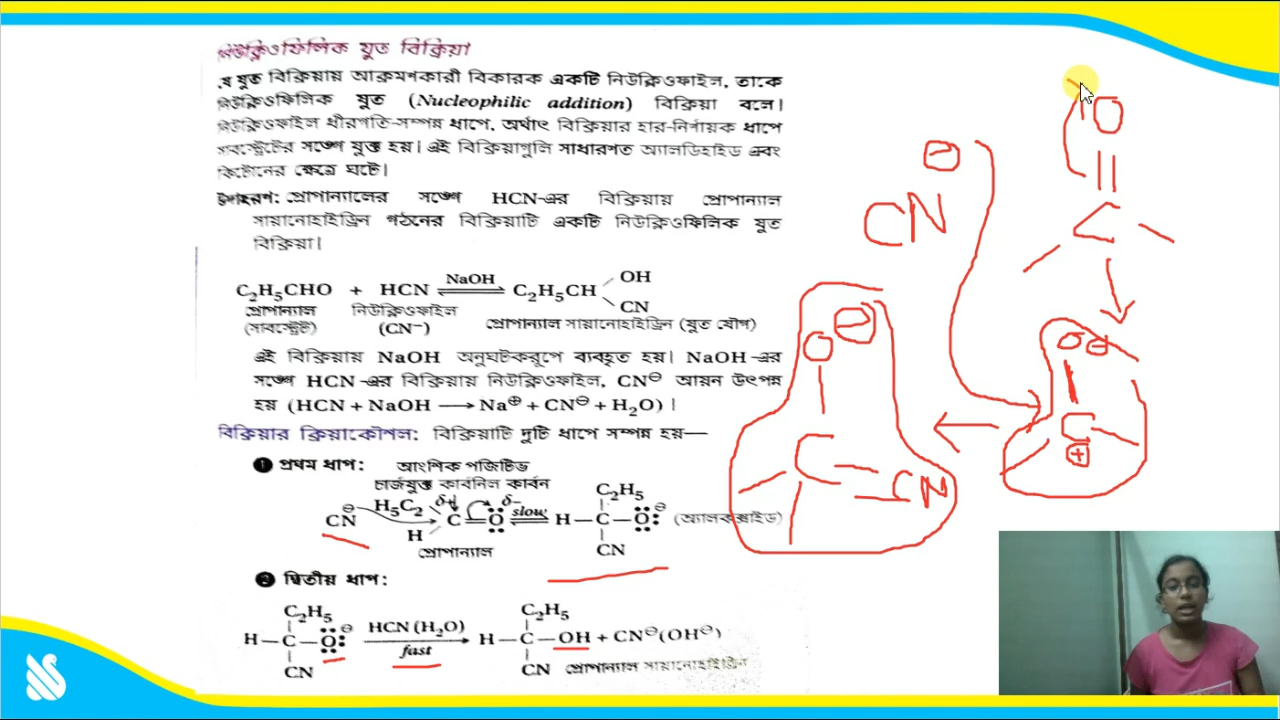 নিউক্লিওফিলিক যুত বিক্রিয়া
যে যুত বিক্রিয়ায় আক্রমণকারী বিকারক একটি নিউক্লিওফাইল, তাকে
নিউক্লিওফিলিক যুত (Nucleophilic addition) বিক্রিয়া বলে।
নিউক্লিওফাইল ধীরগতি-সম্পন্ন ধাপে, অর্থাৎ বিক্রিয়ার হার-নির্ণায়ক ধাপে
সাবস্ট্রেটের সঙ্গে যুক্ত হয়। এই বিক্রিয়াগুলি সাধারণত অ্যালডিহাইড এবং
কিটোনের ক্ষেত্রে ঘটে।
উদাহরণ: প্রোপান্যালের সঙ্গে HCN-এর বিক্রিয়ায় প্রোপান্যাল
সায়ানোহাইড্রিন গঠনের বিক্রিয়াটি একটি নিউক্লিওফিলিক যুত
বিক্রিয়া।
OH
C₂H₅CHO + HCN NaOH ⇌ C₂H₅CH
CN
প্রোপান্যাল নিউক্লিওফাইল
(সাবস্ট্রেট) (CN⁻) প্রোপান্যাল সায়ানোহাইড্রিন (যুত যৌগ)
এই বিক্রিয়ায় NaOH অনুঘটকরূপে ব্যবহৃত হয়। NaOH-এর
সঙ্গে HCN-এর বিক্রিয়ায় নিউক্লিওফাইল, CN⊖ আয়ন উৎপন্ন
হয় (HCN + NaOH ⟶ Na⊕ + CN⊖ + H₂O)।
বিক্রিয়ার ক্রিয়াকৌশল: বিক্রিয়াটি দুটি ধাপে সম্পন্ন হয়—
❶ প্রথম ধাপ: আংশিক পজিটিভ
চার্জযুক্ত কার্বনিল কার্বন
C₂H₅
CN⊖ H₅C₂ δ+ C=O δ− slow ⇌ H—C—O:⊖ (অ্যালকক্সাইড)
H CN
প্রোপান্যাল
❷ দ্বিতীয় ধাপ:
C₂H₅ C₂H₅
H—C—O:⊖ HCN (H₂O) fast → H—C—OH + CN⊖(OH⊖)
CN CN প্রোপান্যাল সায়ানোহাইড্রিন
O
C
⊖
CN
O⊖
C
⊕
O⊖
C—CN